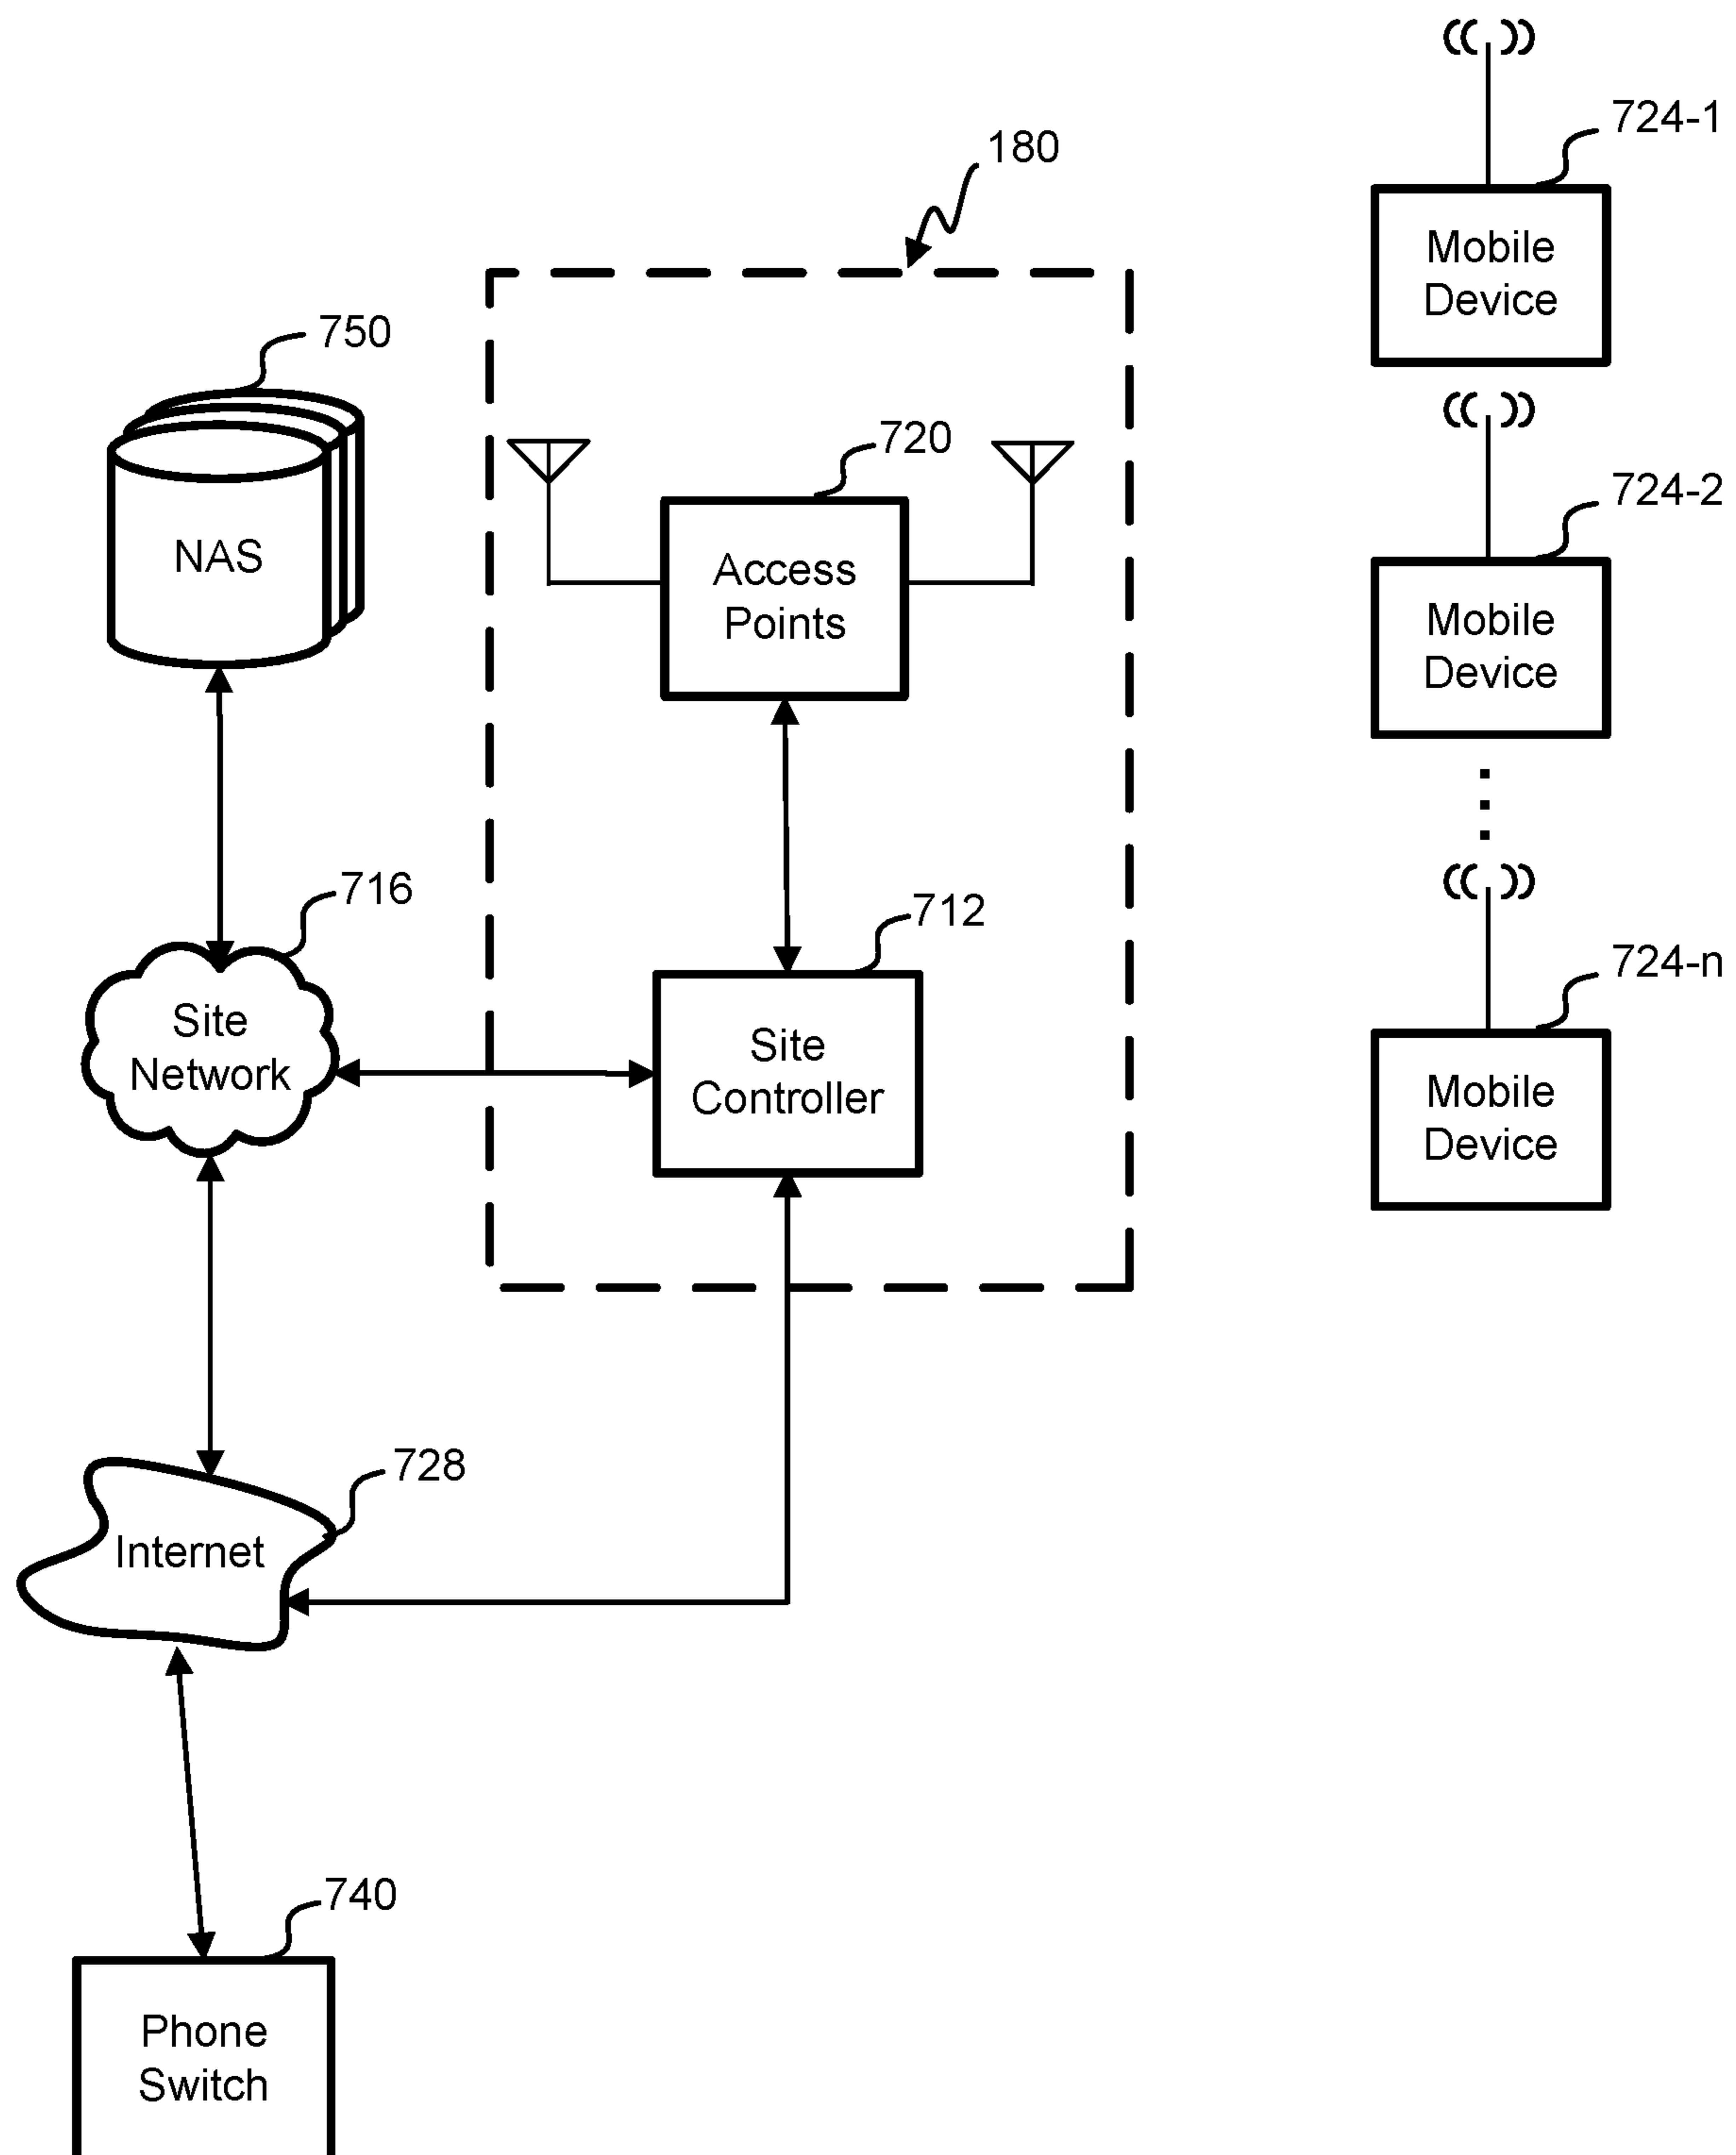 724-1
180
Mobile
Device
750
720
724-2
NAS
Access
Points
Mobile
Device
716
712
724-n
Site
Network
Site
Controller
Mobile
Device
728
Internet
740
Phone
Switch